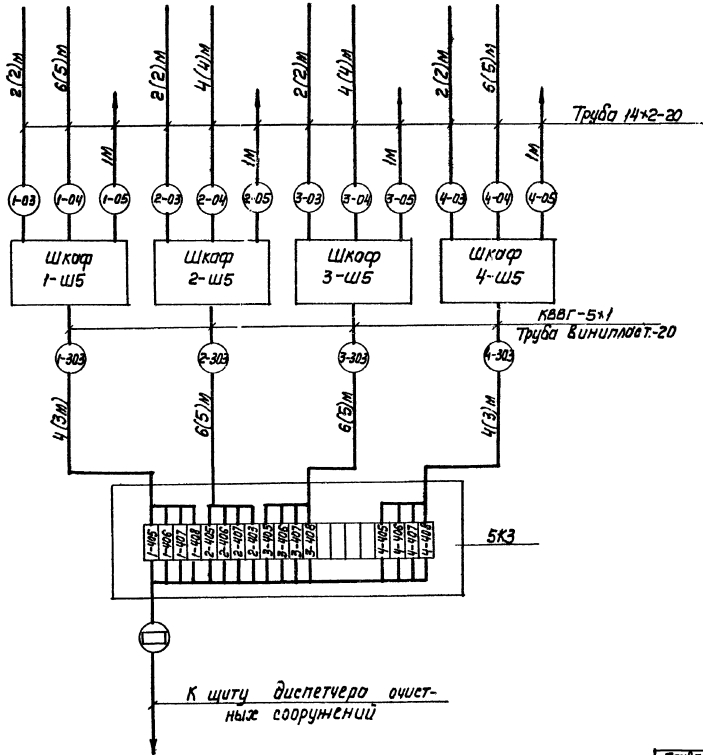 2(2)м 6(5)м 2(2)м 4(4)м 2(2)м 4(4)м 2(2)м 6(5)м
Труба 14×2-20
1м 1м 1м 1м
1-03 1-04 1-05 2-03 2-04 2-05 3-03 3-04 3-05 4-03 4-04 4-05
Шкаф Шкаф Шкаф Шкаф
1-Ш5 2-Ш5 3-Ш5 4-Ш5
КВВГ-5×1
Труба винипласт.-20
1-303 2-303 3-303 4-303
4(3м) 6(5)м 6(5)м 4(3)м
1-405 1-406 1-407 1-408 2-405 2-406 2-407 2-403 3-405 3-406 3-407 3-408 4-405 4-406 4-407 4-408
5К3
К щиту диспетчера очист-
ных сооружений